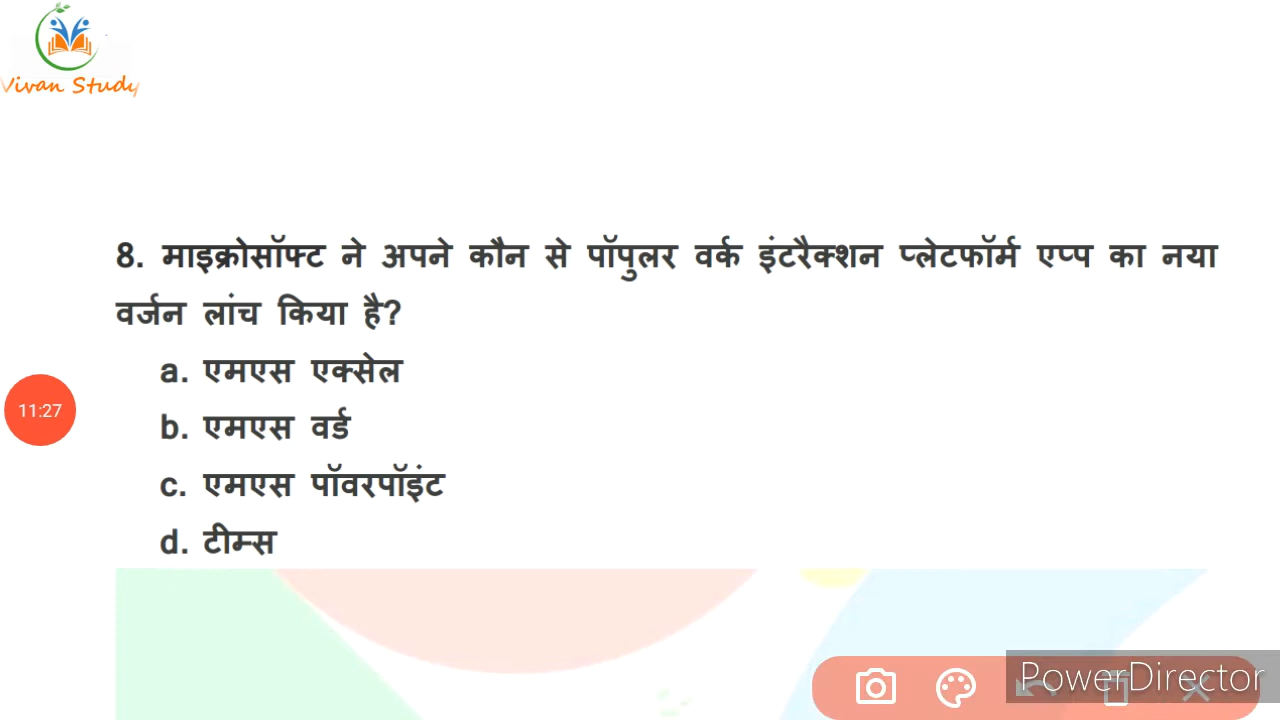 Vivan Study
8. माइक्रोसॉफ्ट ने अपने कौन से पॉपुलर वर्क इंटरैक्शन प्लेटफॉर्म एप्प का नया
वर्जन लांच किया है?
a. एमएस एक्सेल
11:27
b. एमएस वर्ड
c. एमएस पॉवरपॉइंट
d. टीम्स
PowerDirector